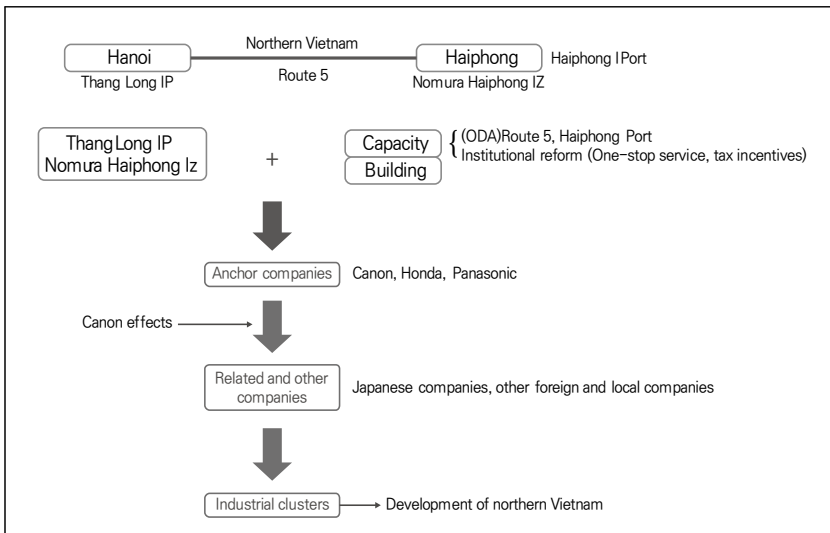 Northern Vietnam
Hanoi
Haiphong
Haiphong IPort
Thang Long IP
Route 5
Nomura Haiphong IZ
ThangLong IP
Nomura Haiphong Iz
+
Capacity
Building
{ (ODA)Route 5, Haiphong Port
Institutional reform (One-stop service, tax incentives)
Anchor companies
Canon, Honda, Panasonic
Canon effects
Related and other
companies
Japanese companies, other foreign and local companies
Industrial clusters
Development of northern Vietnam